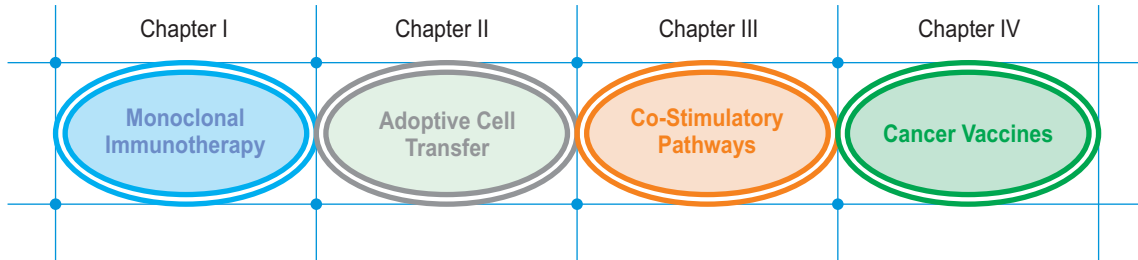 Chapter I
Chapter II
Chapter III
Chapter IV
Monoclonal
Immunotherapy
Adoptive Cell
Transfer
Co-Stimulatory
Pathways
Cancer Vaccines